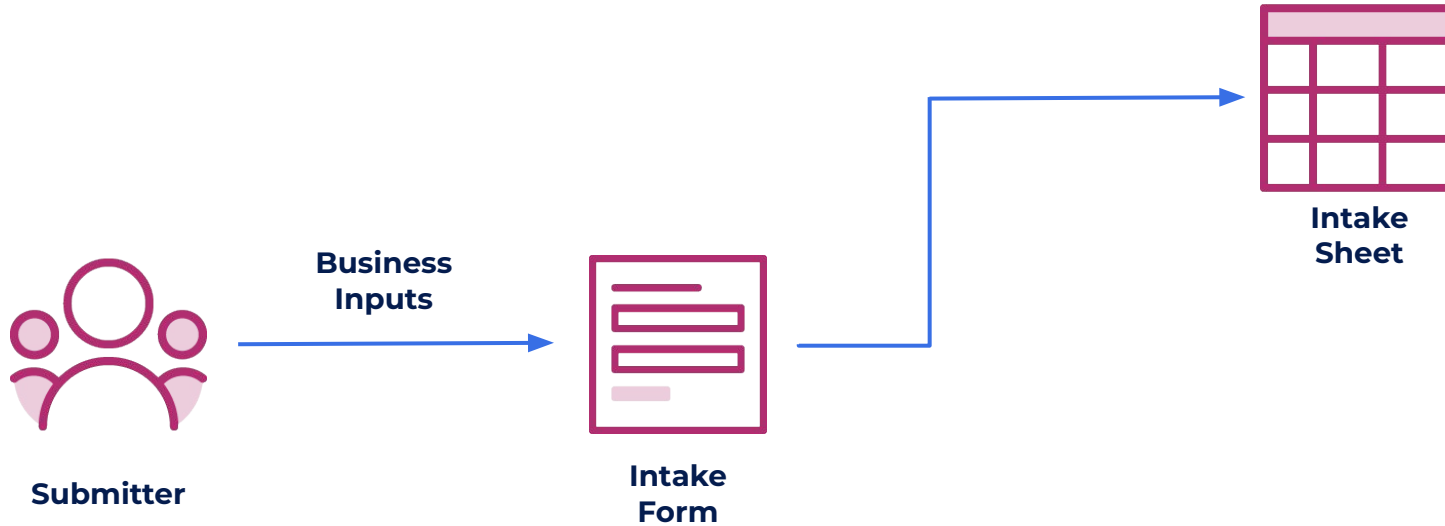 Business
Inputs
Submitter
Intake
Form
Intake
Sheet